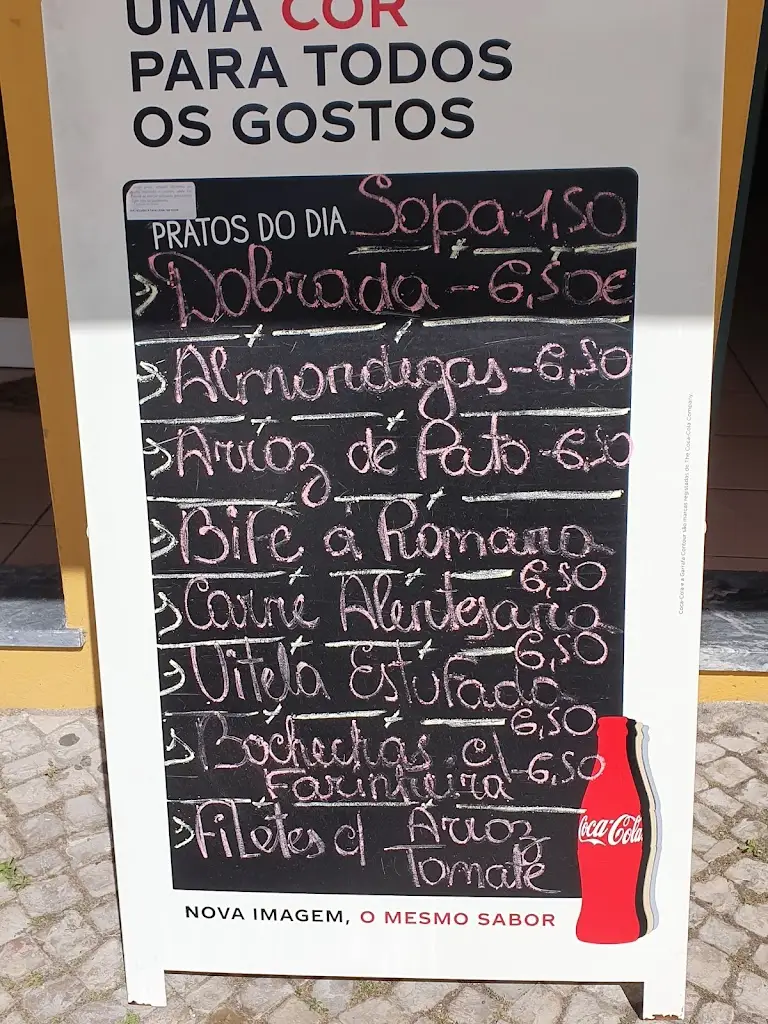 UMA COR
PARA TODOS
OS GOSTOS
PRATOS DO DIA Sopa-1,50
Dobrada - 6,50€
Almondegas-6,50
Arroz de Pato-6,50
Bife á Romana
6,50
Carne Alentejana
6,50
Vitela Estufada
6,50
Bochechas c/
Farinheira -6,50
Filetes c/ Arroz
Tomate
Coca-Cola
NOVA IMAGEM, O MESMO SABOR